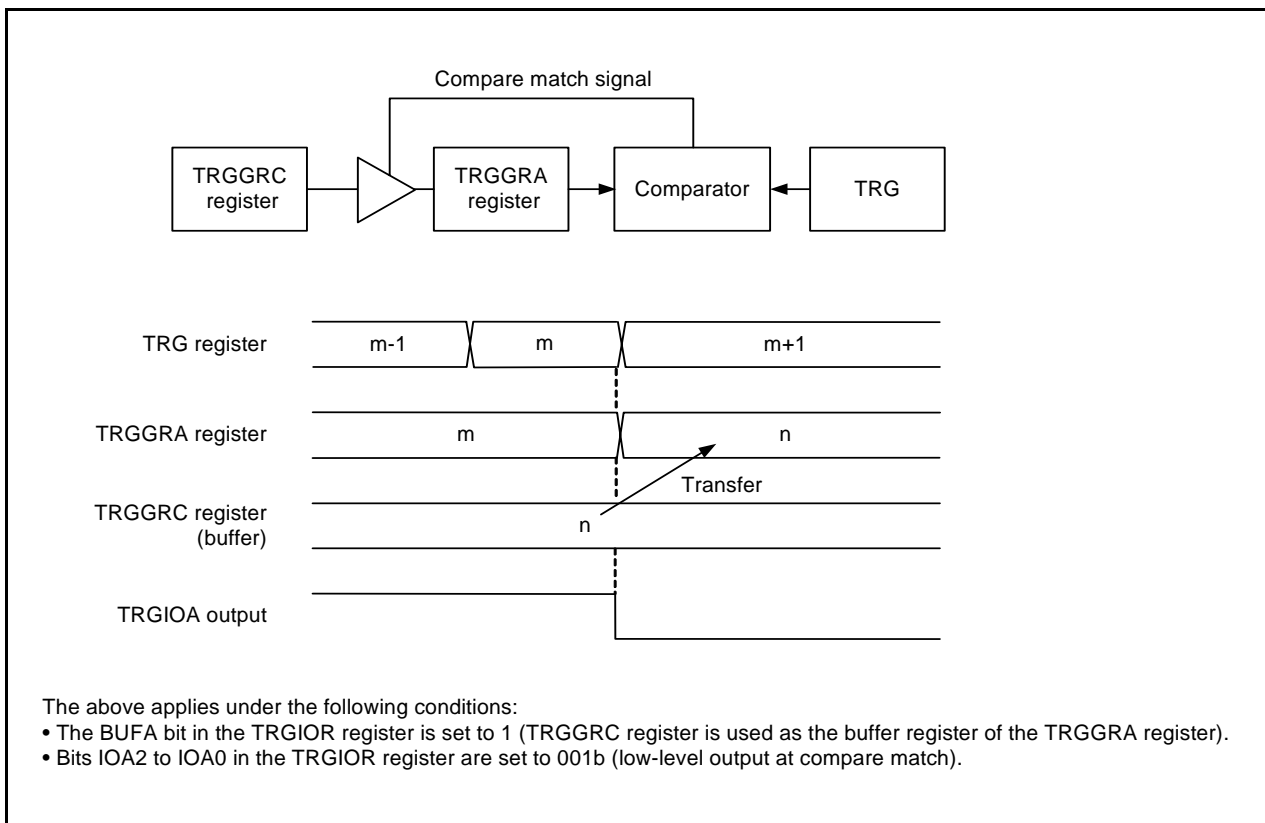 Compare match signal
TRGGRC
register
TRGGRA
register
Comparator
TRG
TRG register
m-1
m
m+1
TRGGRA register
m
n
Transfer
TRGGRC register
(buffer)
n
TRGIOA output
The above applies under the following conditions:
• The BUFA bit in the TRGIOR register is set to 1 (TRGGRC register is used as the buffer register of the TRGGRA register).
• Bits IOA2 to IOA0 in the TRGIOR register are set to 001b (low-level output at compare match).